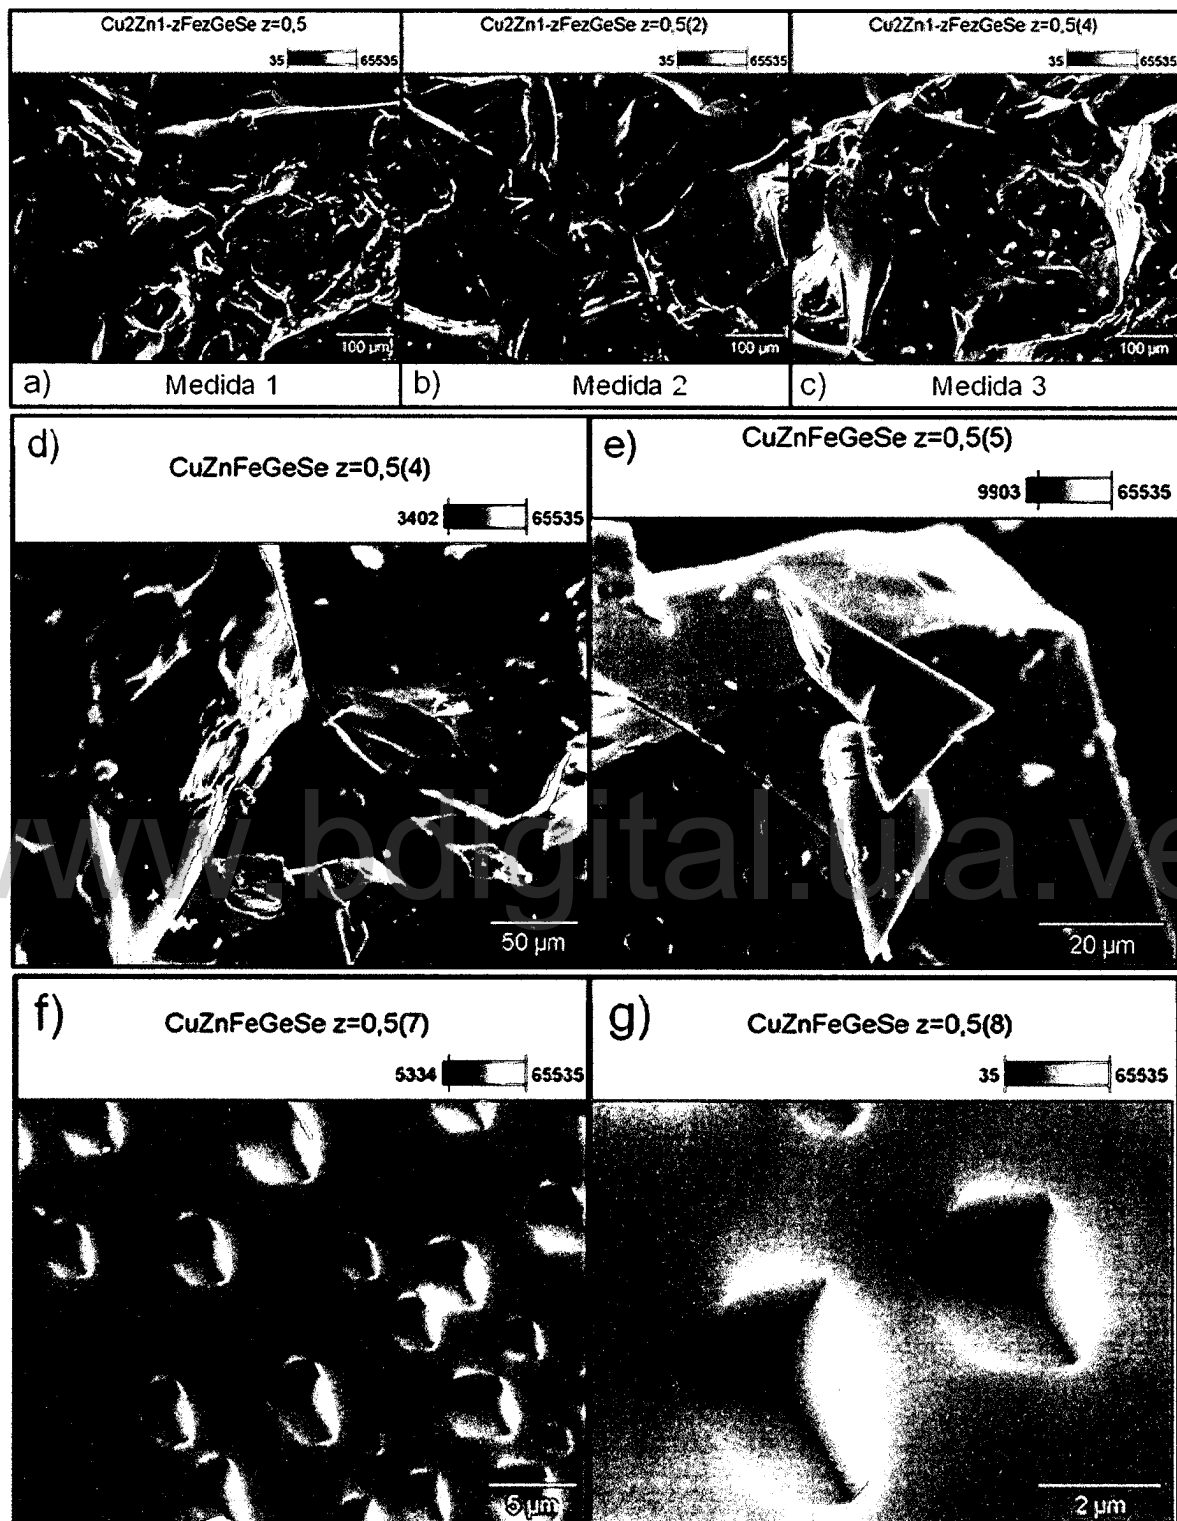 Cu2Zn1-zFezGeSe z=0,5
35 65535
100 µm
a) Medida 1
Cu2Zn1-zFezGeSe z=0,5(2)
35 65535
100 µm
b) Medida 2
Cu2Zn1-zFezGeSe z=0,5(4)
35 65535
100 µm
c) Medida 3
d)
CuZnFeGeSe z=0,5(4)
3402 65535
50 µm
e)
CuZnFeGeSe z=0,5(5)
9903 65535
20 µm
www.bdigital.ula.ve
f)
CuZnFeGeSe z=0,5(7)
5334 65535
5 µm
g)
CuZnFeGeSe z=0,5(8)
35 65535
2 µm